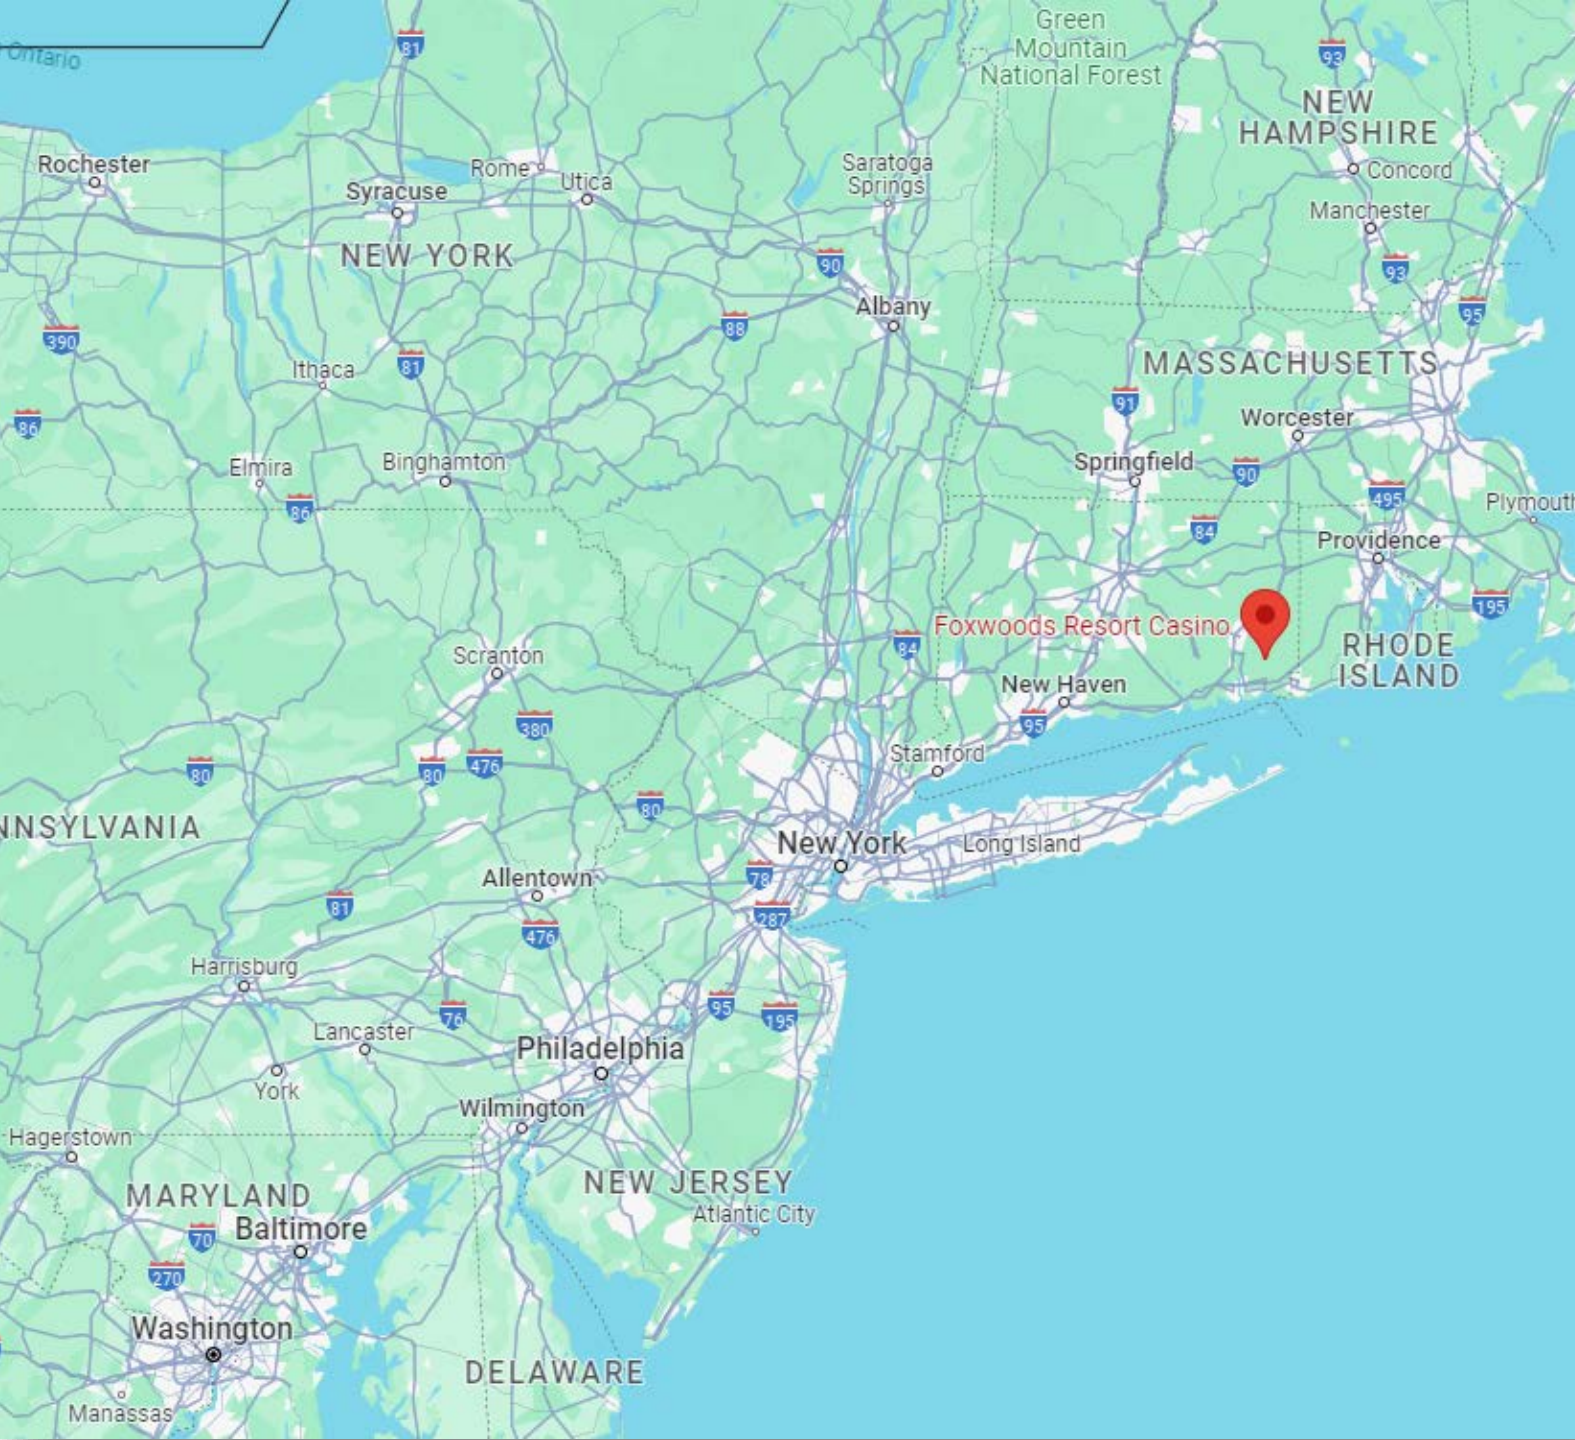 Ontario
81
Green
Mountain
National Forest
93
NEW
HAMPSHIRE
Rochester
Syracuse
Rome
Utica
Saratoga
Springs
Concord
Manchester
NEW YORK
90
93
Albany
88
95
390
Ithaca
81
MASSACHUSETTS
91
86
Worcester
Elmira
Binghamton
Springfield
90
495
86
Plymouth
84
Providence
195
Foxwoods Resort Casino
84
RHODE
ISLAND
Scranton
New Haven
95
380
Stamford
80
80
476
80
NNSYLVANIA
New York
Long Island
Allentown
78
81
287
476
Harrisburg
95
195
76
Lancaster
Philadelphia
York
Wilmington
Hagerstown
NEW JERSEY
MARYLAND
Atlantic City
70
Baltimore
270
Washington
DELAWARE
Manassas